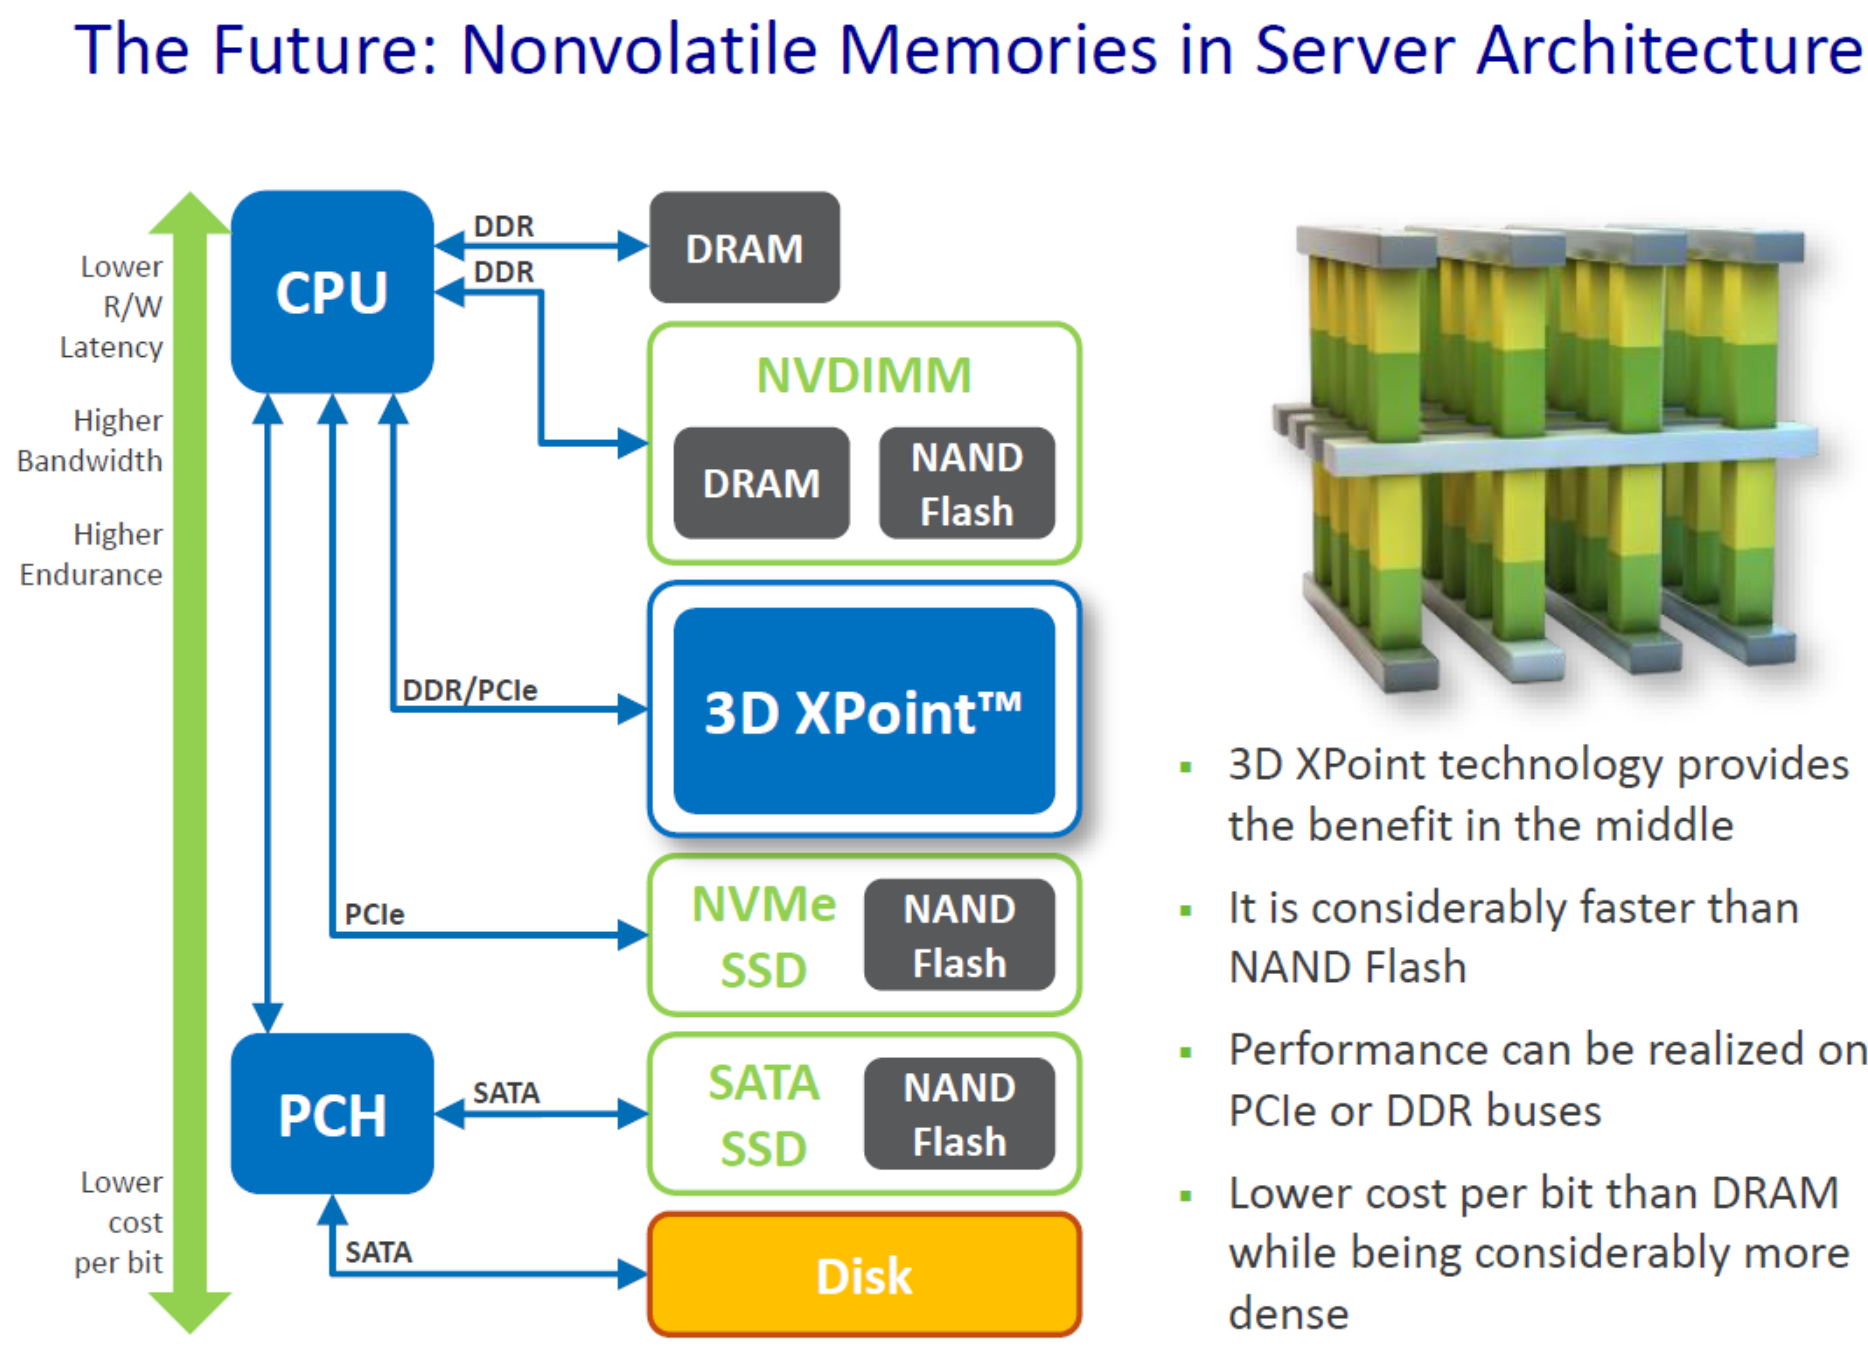 The Future: Nonvolatile Memories in Server Architecture
Lower
R/W
Latency
Higher
Bandwidth
Higher
Endurance
Lower
cost
per bit
CPU
PCH
DDR
DDR
DDR/PCIe
PCIe
SATA
SATA
DRAM
NVDIMM
DRAM
NAND
Flash
3D XPoint™
NVMe
SSD
NAND
Flash
SATA
SSD
NAND
Flash
Disk
▪ 3D XPoint technology provides
the benefit in the middle
▪ It is considerably faster than
NAND Flash
▪ Performance can be realized on
PCIe or DDR buses
▪ Lower cost per bit than DRAM
while being considerably more
dense